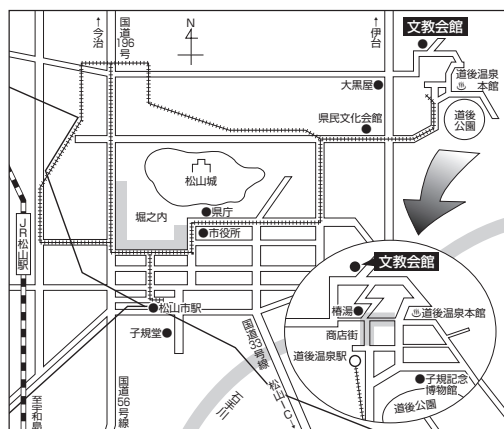 ↑今治
国道196号
N
↑伊台
文教会館
大黒屋
道後温泉
本館
県民文化会館
道後
公園
松山城
堀之内
県庁
市役所
JR松山駅
松山市駅
子規堂
国道33号線
松山IC→
石手川
国道56号線
至宇和島
文教会館
椿湯
道後温泉本館
商店街
道後温泉駅
子規記念
博物館
道後公園